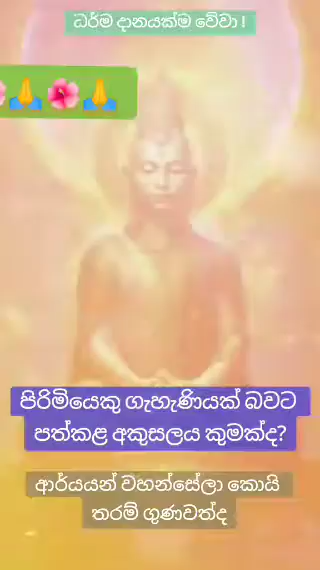 ධර්ම දානයක්ම වේවා !
🌺🙏🌺🙏
පිරිමියෙකු ගැහැණියක් බවට
පත්කළ අකුසලය කුමක්ද?
ආර්යයන් වහන්සේලා කොයි
තරම් ගුණවත්ද